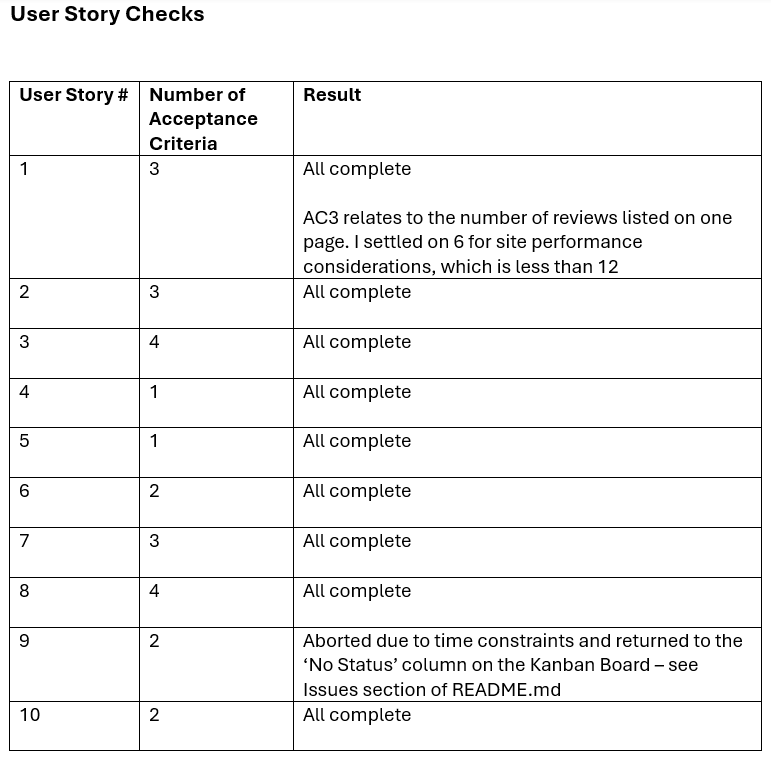 User Story Checks
User Story # Number of Acceptance Criteria Result
1 3 All complete
AC3 relates to the number of reviews listed on one
page. I settled on 6 for site performance
considerations, which is less than 12
2 3 All complete
3 4 All complete
4 1 All complete
5 1 All complete
6 2 All complete
7 3 All complete
8 4 All complete
9 2 Aborted due to time constraints and returned to the
‘No Status’ column on the Kanban Board – see
Issues section of README.md
10 2 All complete